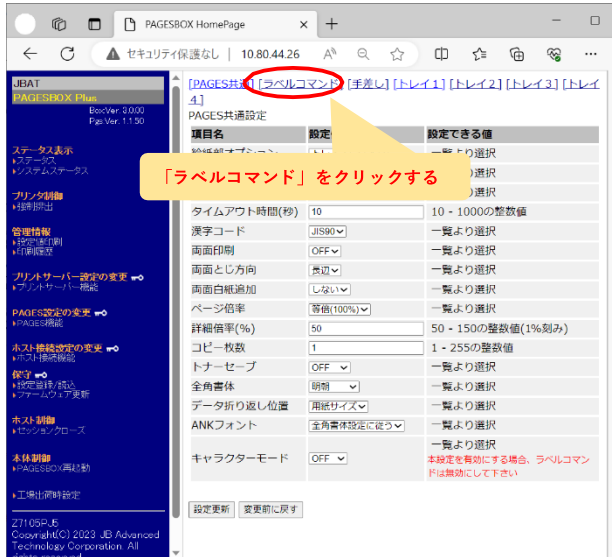 PAGESBOX HomePage
セキュリティ保護なし
10.80.44.26
JBAT
PAGESBOX Plus
BoxVer 3.0.00
Pgs.Ver. 1.1.50
ステータス表示
ステータス
システムステータス
プリンタ制御
強制排出
管理情報
設定値印刷
印刷履歴
プリントサーバー設定の変更
プリントサーバー機能
PAGES設定の変更
PAGES機能
ホスト接続設定の変更
ホスト接続機能
保守
設定登録/読込
ファームウェア更新
ホスト制御
セッションクローズ
本体制御
PAGESBOX再起動
工場出荷時設定
Z7105PJ5
Copyright(C) 2023 JB Advanced
Technology Corporation. All
rights reserved.
[PAGES共通] [ラベルコマンド] [手差し] [トレイ1] [トレイ2] [トレイ3] [トレイ
4]
PAGES共通設定
項目名 設定 設定できる値
給紙部オプション 一覧より選択
「ラベルコマンド」をクリックする
より選択
より選択
タイムアウト時間(秒) 10 10 - 1000の整数値
漢字コード JIS90 一覧より選択
両面印刷 OFF 一覧より選択
両面とじ方向 長辺 一覧より選択
両面白紙追加 しない 一覧より選択
ページ倍率 等倍(100%) 一覧より選択
詳細倍率(%) 50 50 - 150の整数値(1%刻み)
コピー枚数 1 1 - 255の整数値
トナーセーブ OFF 一覧より選択
全角書体 明朝 一覧より選択
データ折り返し位置 用紙サイズ 一覧より選択
ANKフォント 全角書体設定に従う 一覧より選択
キャラクターモード OFF 一覧より選択
本設定を有効にする場合、ラベルコマン
ドは無効にして下さい
設定更新 変更前に戻す